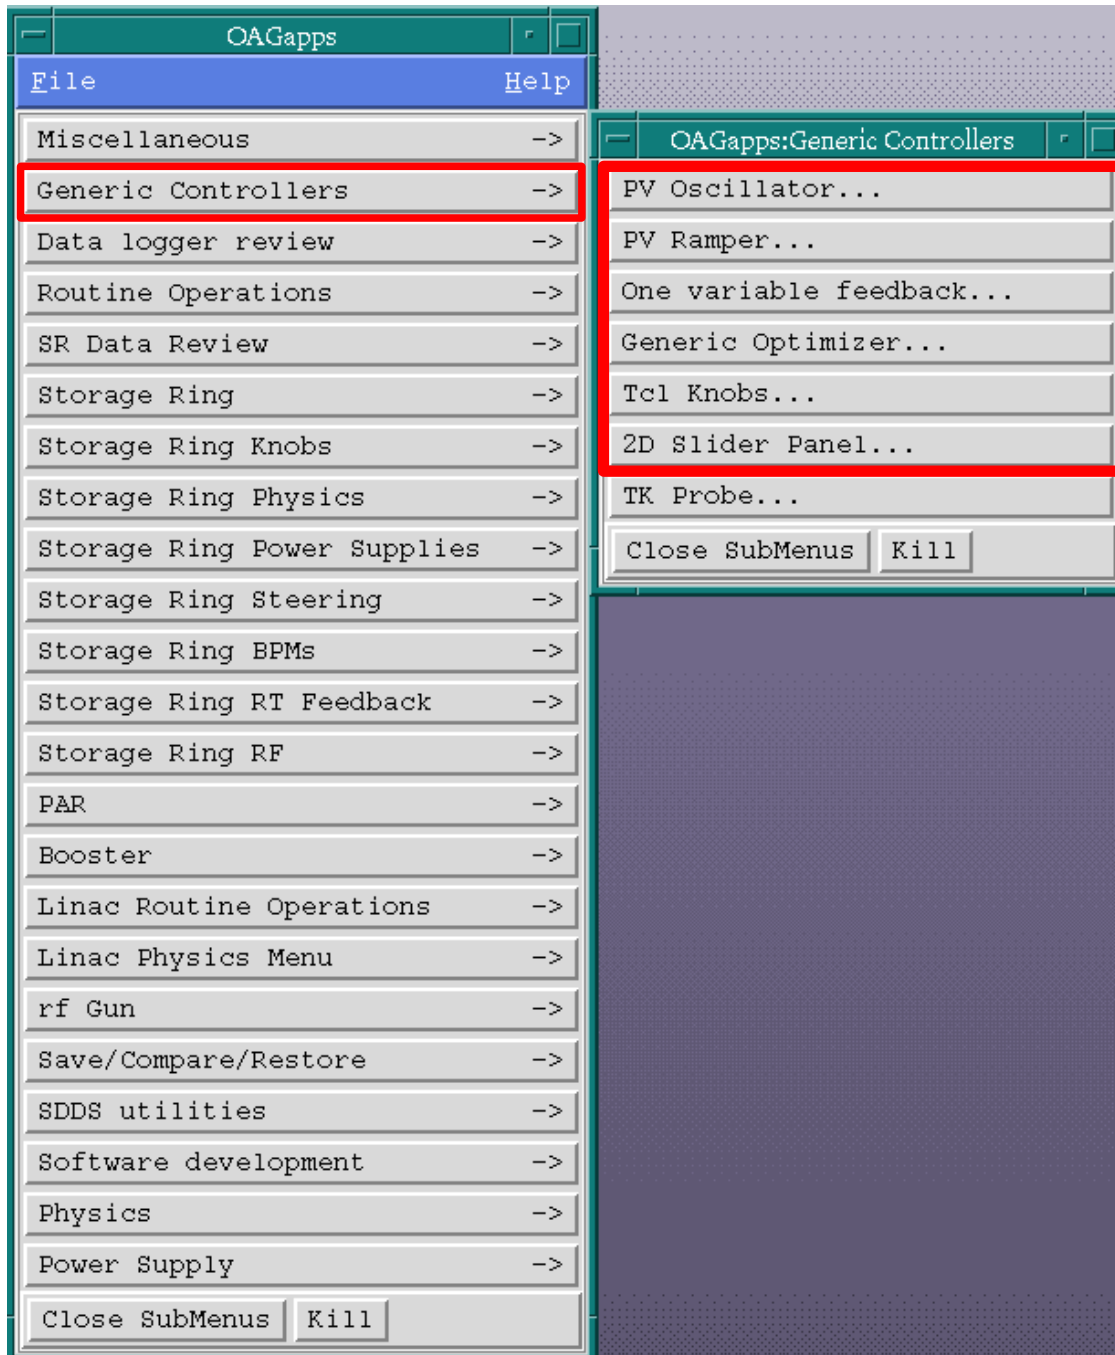 OAGapps
File Help
Miscellaneous ->
Generic Controllers ->
Data logger review ->
Routine Operations ->
SR Data Review ->
Storage Ring ->
Storage Ring Knobs ->
Storage Ring Physics ->
Storage Ring Power Supplies ->
Storage Ring Steering ->
Storage Ring BPMs ->
Storage Ring RT Feedback ->
Storage Ring RF ->
PAR ->
Booster ->
Linac Routine Operations ->
Linac Physics Menu ->
rf Gun ->
Save/Compare/Restore ->
SDDS utilities ->
Software development ->
Physics ->
Power Supply ->
Close SubMenus Kill
OAGapps:Generic Controllers
PV Oscillator...
PV Ramper...
One variable feedback...
Generic Optimizer...
Tcl Knobs...
2D Slider Panel...
TK Probe...
Close SubMenus Kill